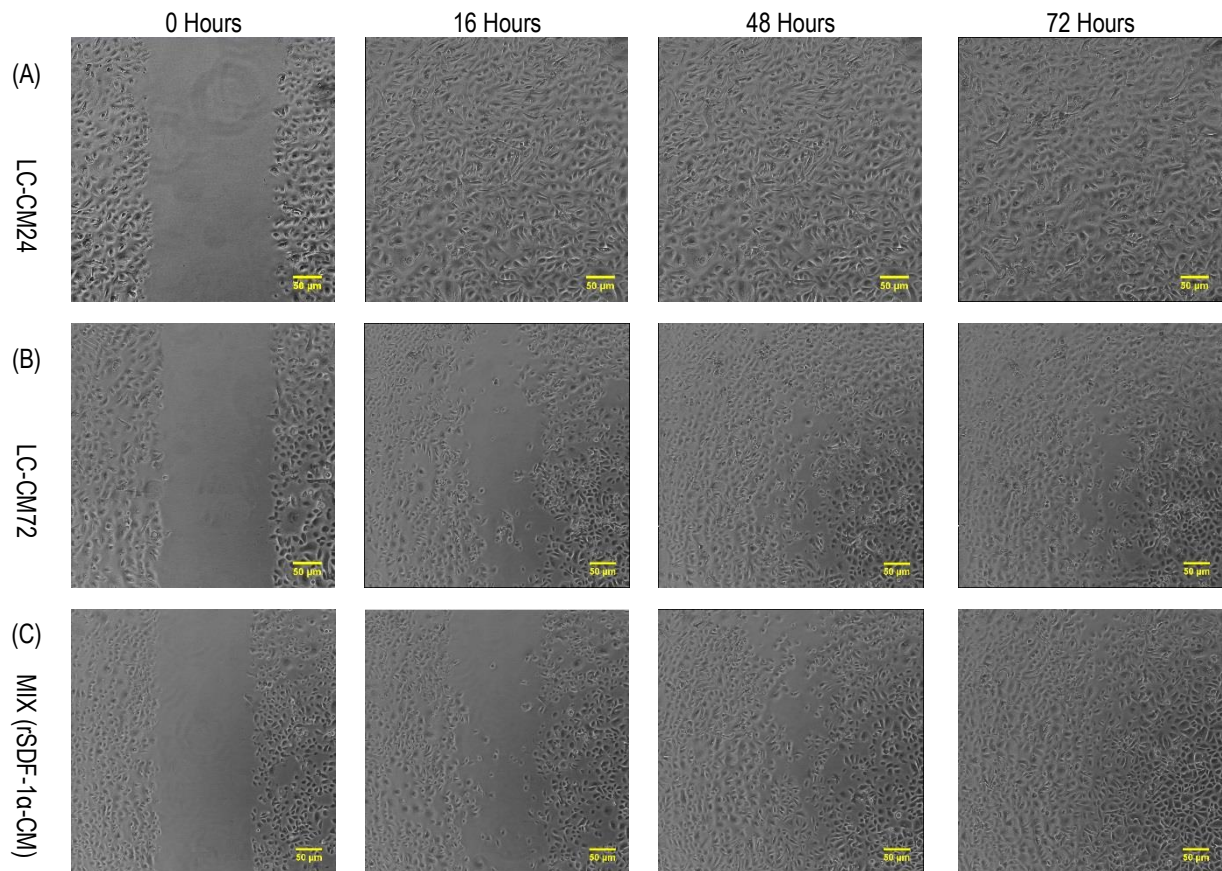 0 Hours
16 Hours
48 Hours
72 Hours
(A)
LC-CM24
50 µm
50 µm
50 µm
50 µm
(B)
LC-CM72
50 µm
50 µm
50 µm
50 µm
(C)
MIX (rSDF-1α-CM)
50 µm
50 µm
50 µm
50 µm